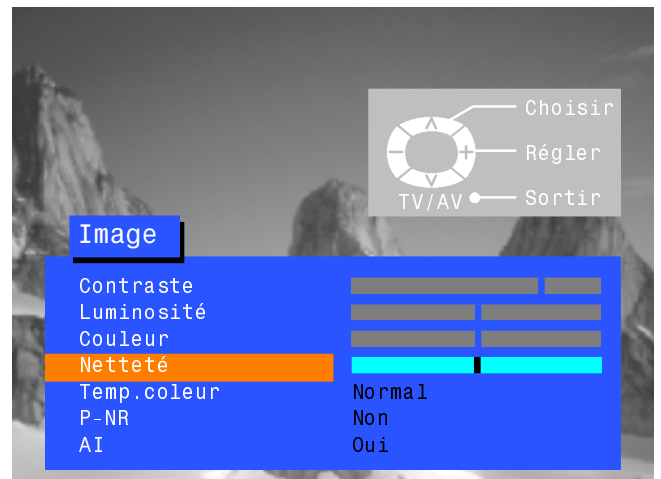 Choisir
Régler
TV/AV Sortir
Image
Contraste
Luminosité
Couleur
Netteté
Temp.coleur Normal
P-NR Non
AI Oui